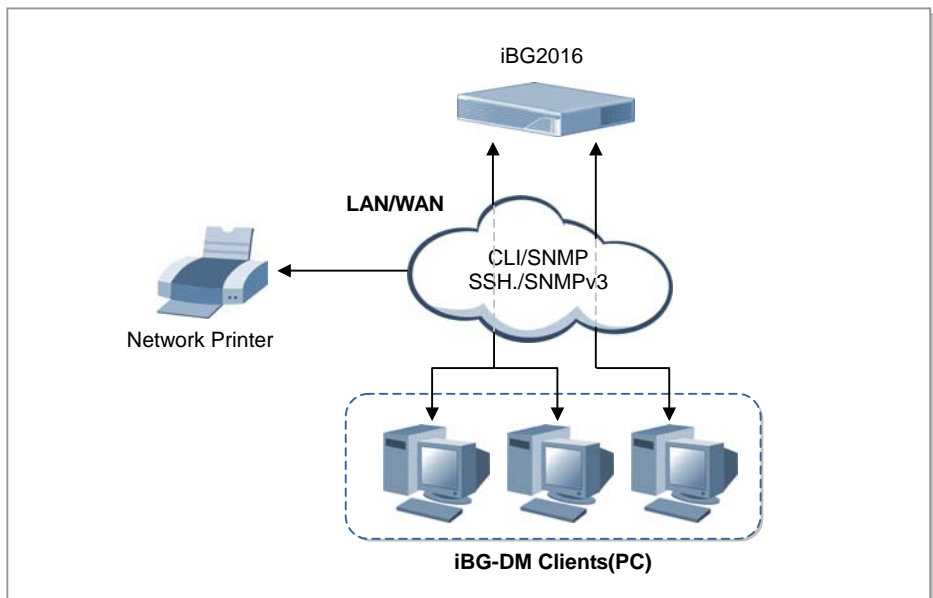 iBG2016
LAN/WAN
CLI/SNMP
SSH./SNMPv3
Network Printer
iBG-DM Clients(PC)